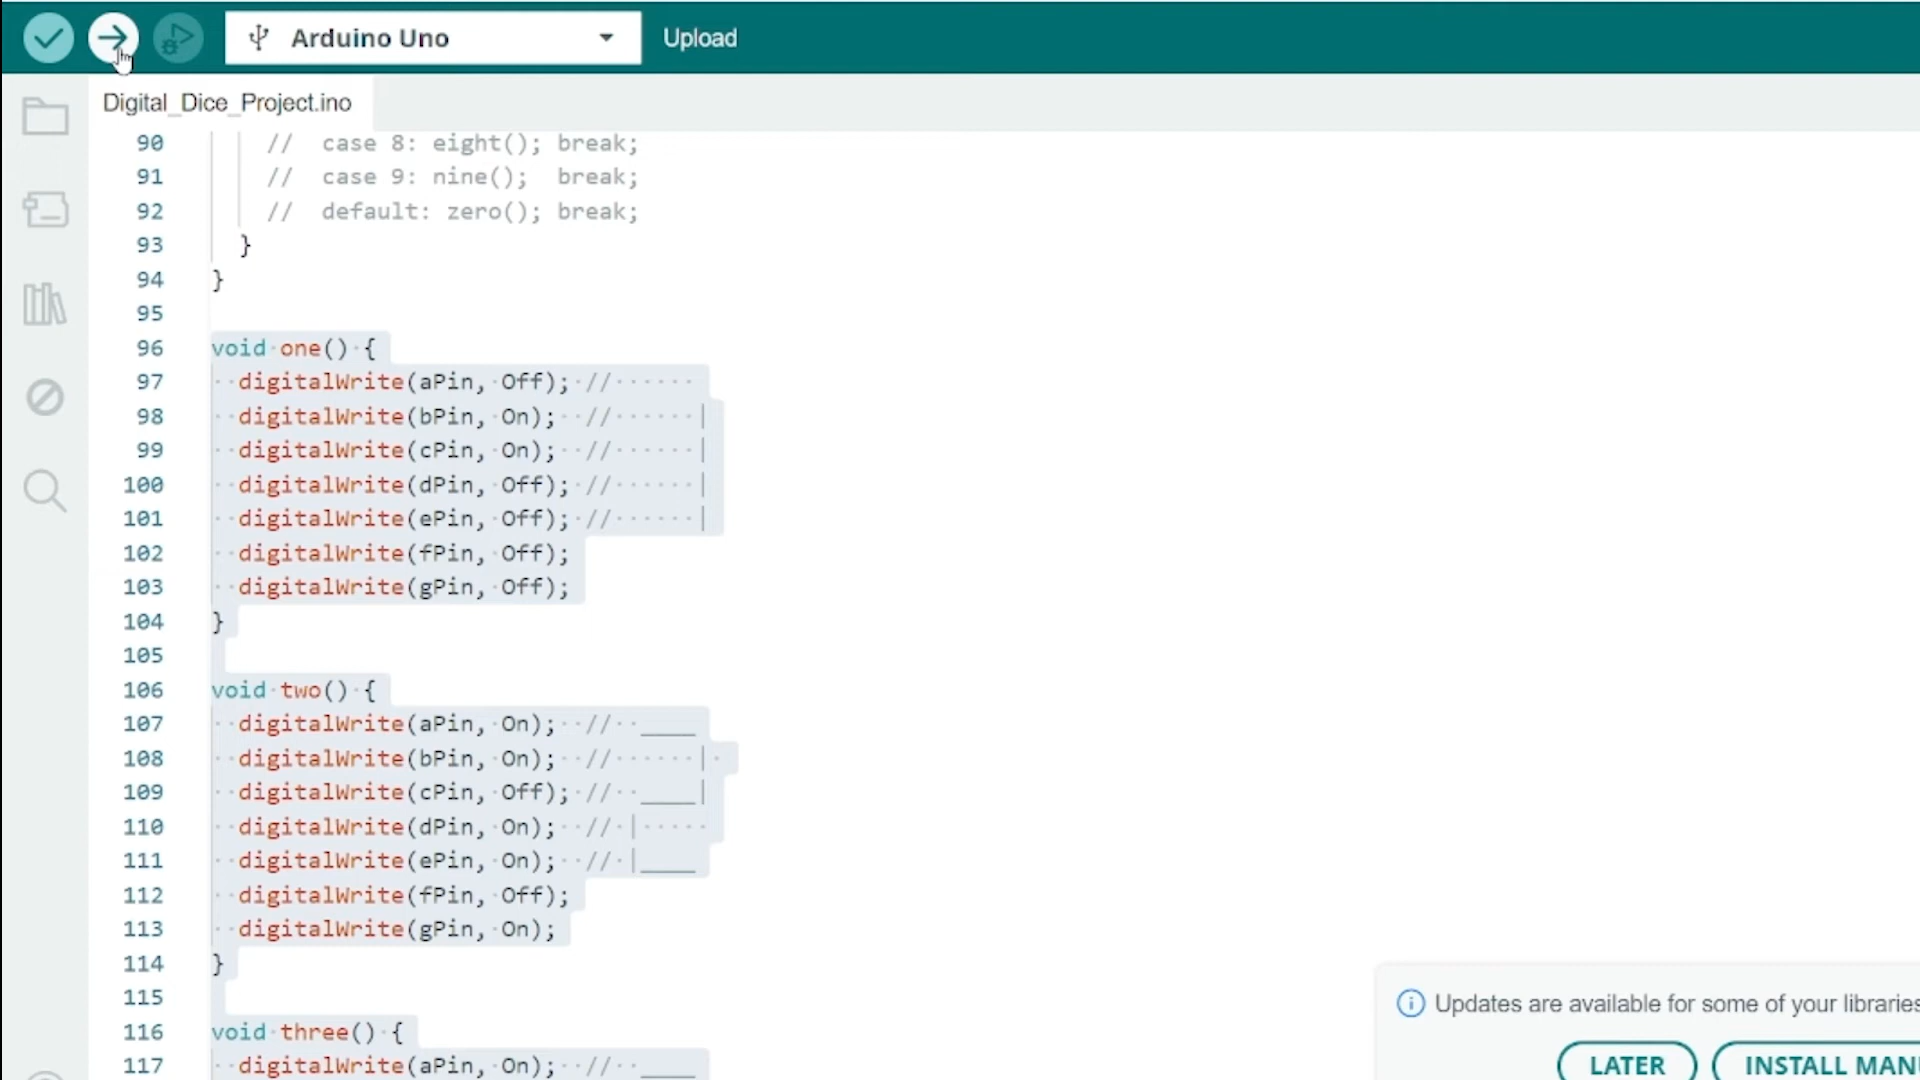 Arduino Uno
Upload
Digital_Dice_Project.ino
90 // case 8: eight(); break;
91 // case 9: nine(); break;
92 // default: zero(); break;
93 }
94 }
95
96 void one() {
97 digitalWrite(aPin, Off); //
98 digitalWrite(bPin, On); // |
99 digitalWrite(cPin, On); // |
100 digitalWrite(dPin, Off); // |
101 digitalWrite(ePin, Off); // |
102 digitalWrite(fPin, Off);
103 digitalWrite(gPin, Off);
104 }
105
106 void two() {
107 digitalWrite(aPin, On); // ____
108 digitalWrite(bPin, On); // |
109 digitalWrite(cPin, Off); // ____|
110 digitalWrite(dPin, On); // |
111 digitalWrite(ePin, On); // |____
112 digitalWrite(fPin, Off);
113 digitalWrite(gPin, On);
114 }
115
116 void three() {
117 digitalWrite(aPin, On); // ____
Updates are available for some of your libraries
LATER
INSTALL MAN